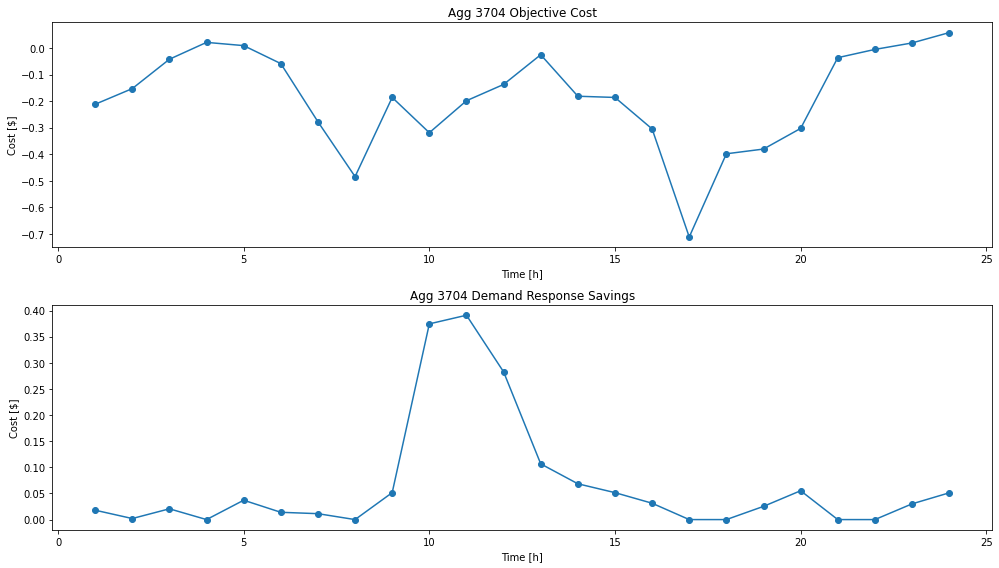 Agg 3704 Objective Cost
Cost [$]
0.0
−0.1
−0.2
−0.3
−0.4
−0.5
−0.6
−0.7
0 5 10 15 20 25
Time [h]
Agg 3704 Demand Response Savings
Cost [$]
0.40
0.35
0.30
0.25
0.20
0.15
0.10
0.05
0.00
0 5 10 15 20 25
Time [h]